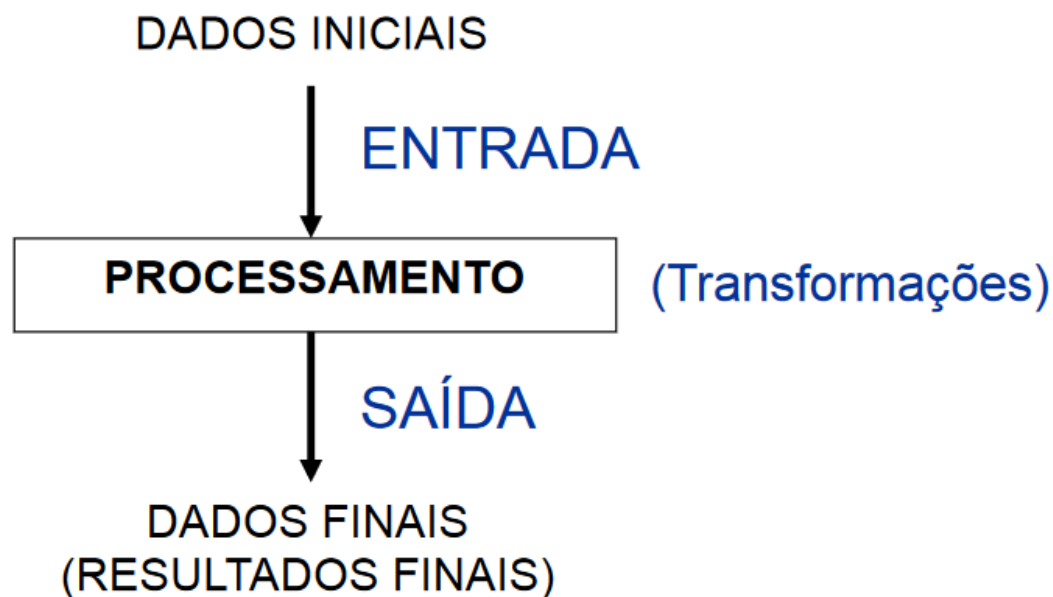 DADOS INICIAIS
ENTRADA
PROCESSAMENTO
(Transformações)
SAÍDA
DADOS FINAIS
(RESULTADOS FINAIS)